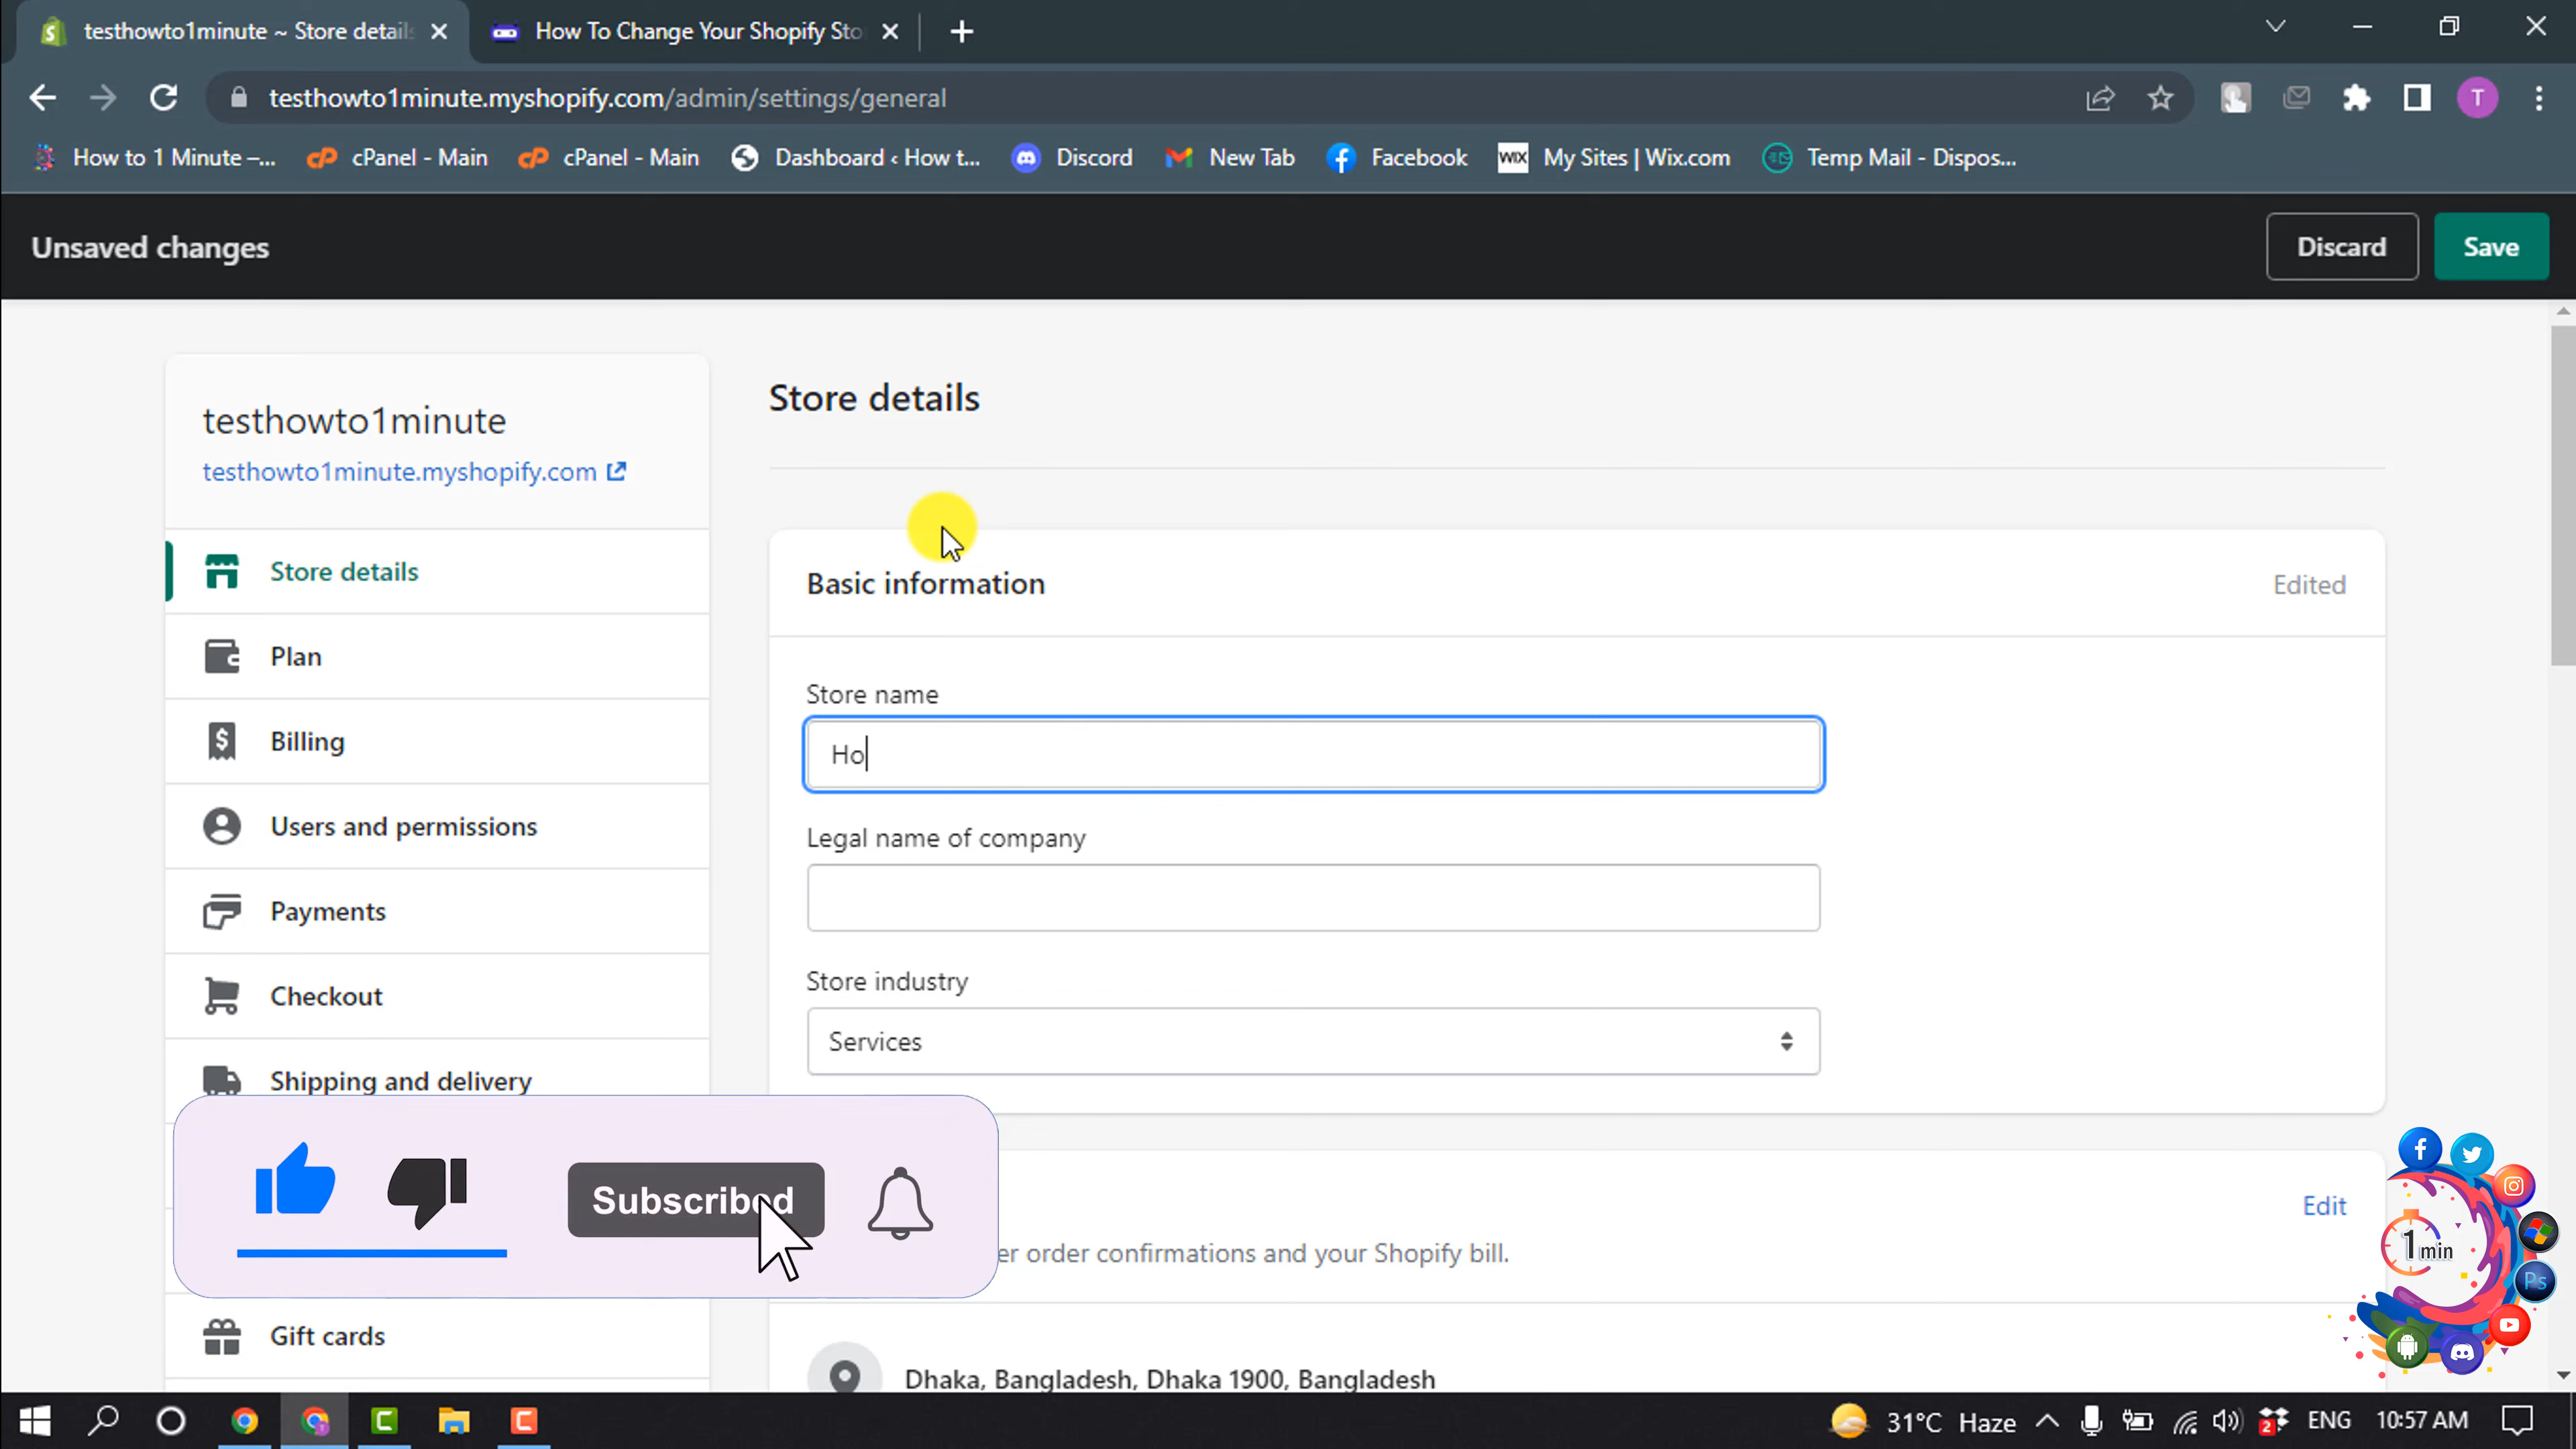 testhowto1minute ~ Store details
How To Change Your Shopify Sto
testhowto1minute.myshopify.com/admin/settings/general
T
How to 1 Minute –...
cPanel - Main
cPanel - Main
Dashboard ‹ How t...
Discord
New Tab
Facebook
WIX My Sites | Wix.com
Temp Mail - Dispos...
Unsaved changes
Discard
Save
testhowto1minute
testhowto1minute.myshopify.com
Store details
Plan
Billing
Users and permissions
Payments
Checkout
Shipping and delivery
Gift cards
Store details
Basic information
Edited
Store name
Ho
Legal name of company
Store industry
Services
Edit
er order confirmations and your Shopify bill.
Dhaka, Bangladesh, Dhaka 1900, Bangladesh
Subscribed
1 min
Ps
31°C Haze
2
ENG
10:57 AM